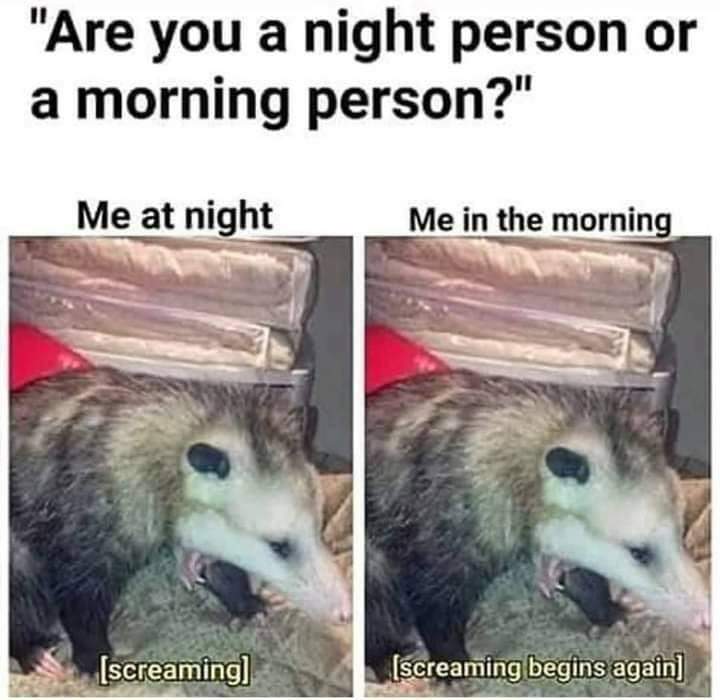 "Are you a night person or
a morning person?"
Me at night
Me in the morning
[screaming]
[screaming begins again]